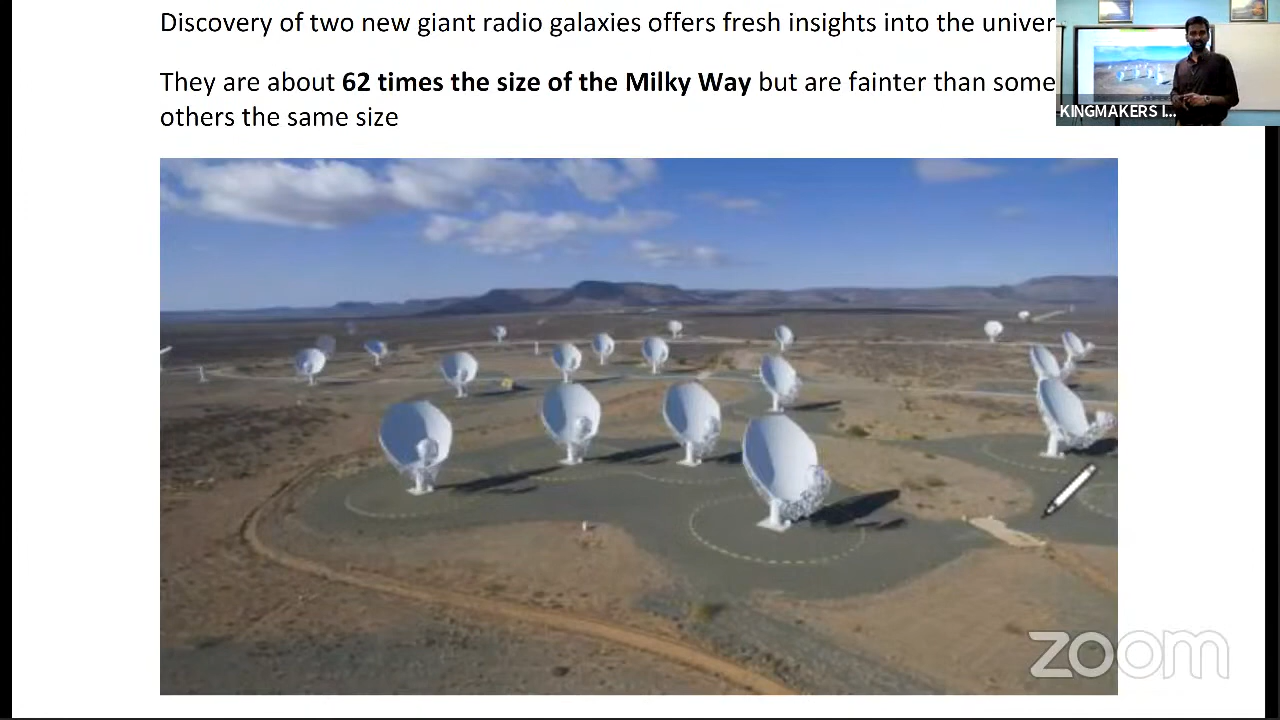 Discovery of two new giant radio galaxies offers fresh insights into the univer
They are about 62 times the size of the Milky Way but are fainter than some
others the same size
KINGMAKERS I...
zoom